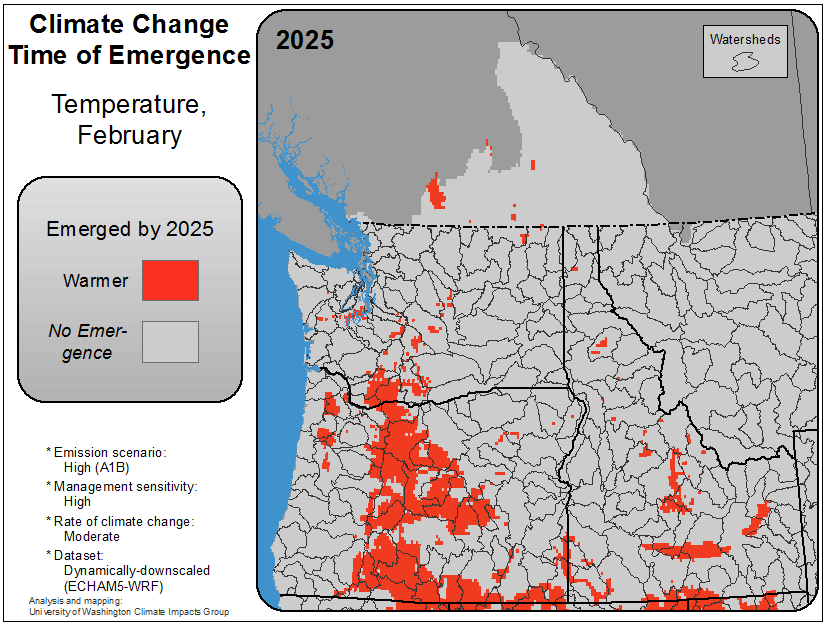 Climate Change
Time of Emergence
Temperature,
February
Emerged by 2025
Warmer
No Emer-
gence
* Emission scenario:
High (A1B)
* Management sensitivity:
High
* Rate of climate change:
Moderate
* Dataset:
Dynamically-downscaled
(ECHAM5-WRF)
Analysis and mapping:
University of Washington Climate Impacts Group
2025
Watersheds